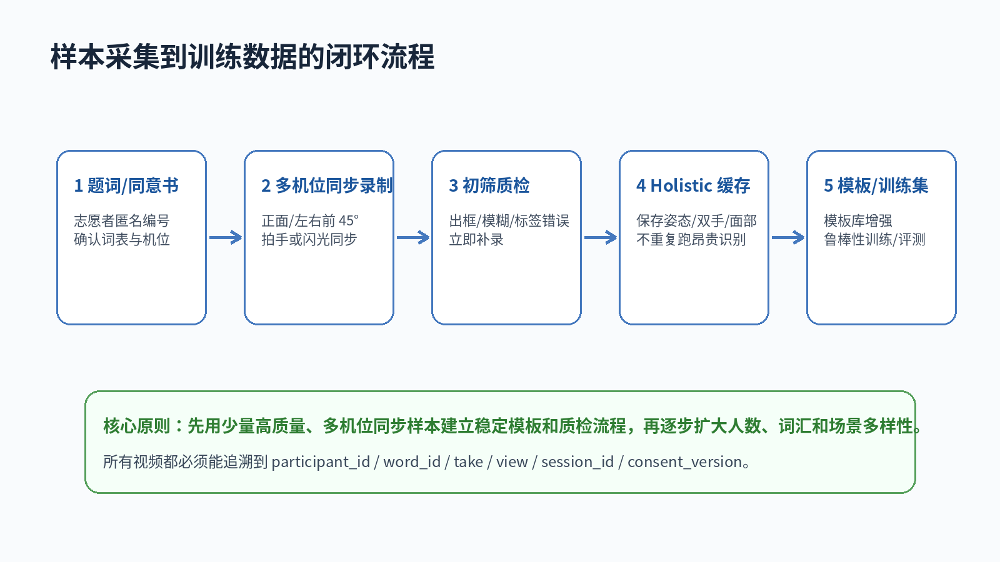 样本采集到训练数据的闭环流程
1 题词/同意书
志愿者匿名编号
确认词表与机位
2 多机位同步录制
正面/左右前 45°
拍手或闪光同步
3 初筛质检
出框/模糊/标签错误
立即补录
4 Holistic 缓存
保存姿态/双手/面部
不重复跑昂贵识别
5 模板/训练集
模板库增强
鲁棒性训练/评测
核心原则：先用少量高质量、多机位同步样本建立稳定模板和质检流程，再逐步扩大人数、词汇和场景多样性。
所有视频都必须能追溯到 participant_id / word_id / take / view / session_id / consent_version。